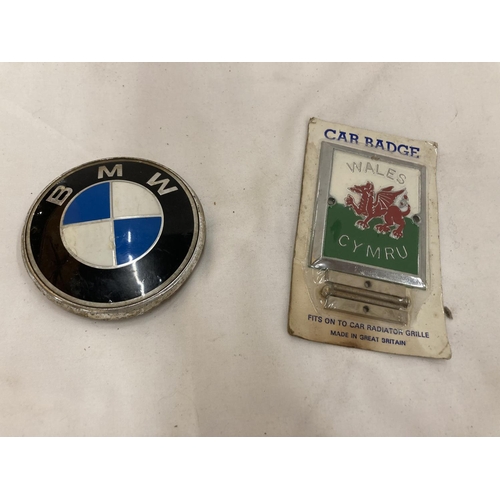 BMW
CAR BADGE
WALES
CYMRU
FITS ON TO CAR RADIATOR GRILLE
MADE IN GREAT BRITAIN